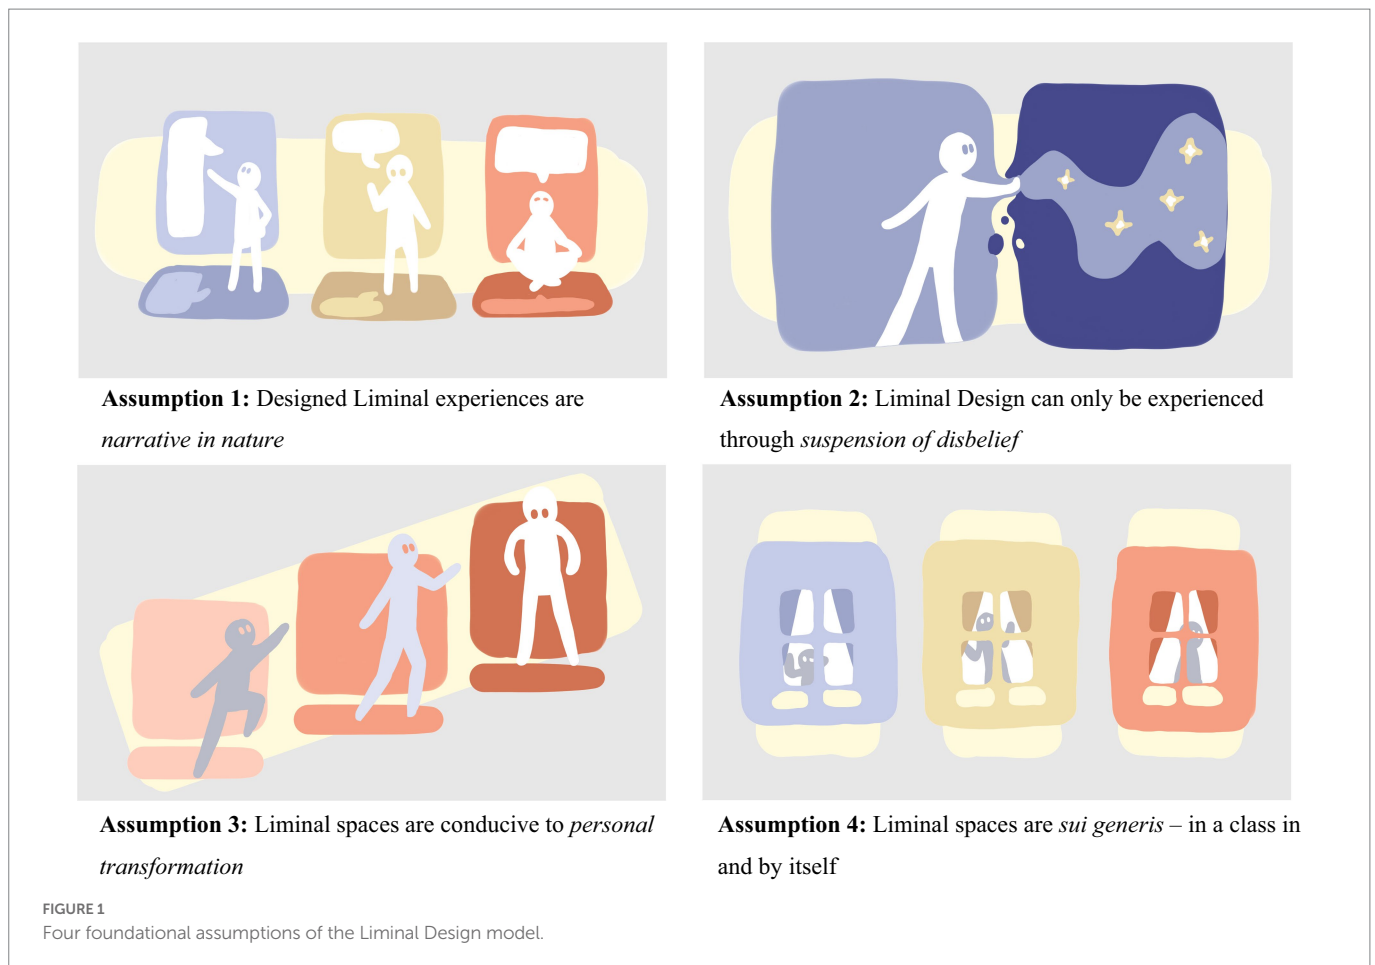 Assumption 1: Designed Liminal experiences are
narrative in nature
Assumption 2: Liminal Design can only be experienced
through suspension of disbelief
Assumption 3: Liminal spaces are conducive to personal
transformation
Assumption 4: Liminal spaces are sui generis – in a class in
and by itself
FIGURE 1
Four foundational assumptions of the Liminal Design model.